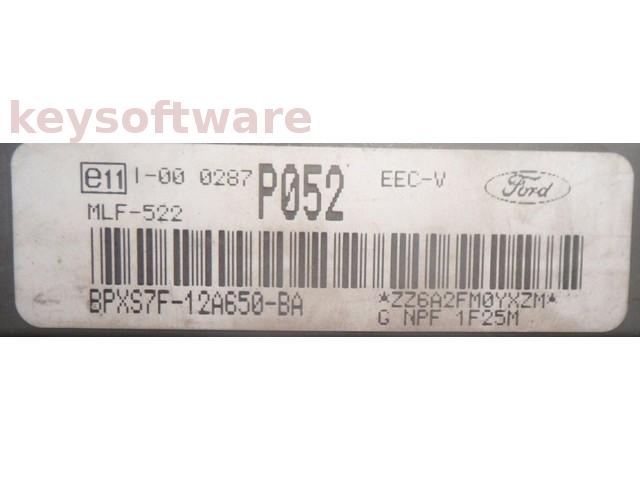 keysoftware
e11 I-00 0287 P052 EEC-V Ford
MLF-522
BPXS7F-12A650-BA *ZZ6A2FM0YXZM*
G NPF 1F25M